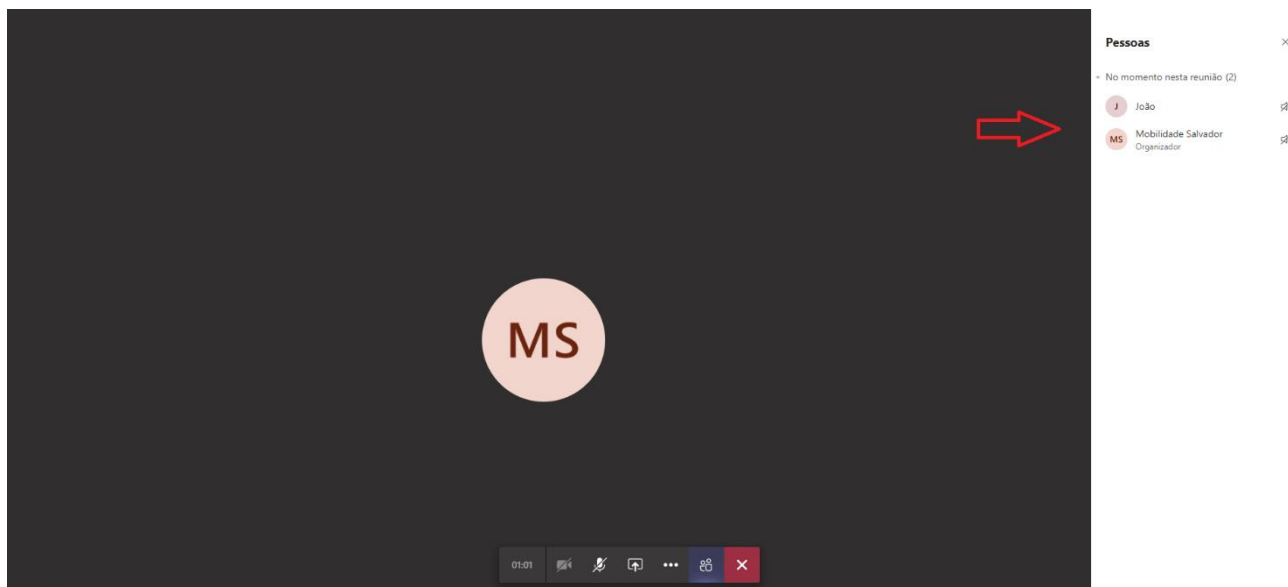 Pessoas
No momento nesta reunião (2)
J João
MS Mobilidade Salvador
Organizador
MS
01:01